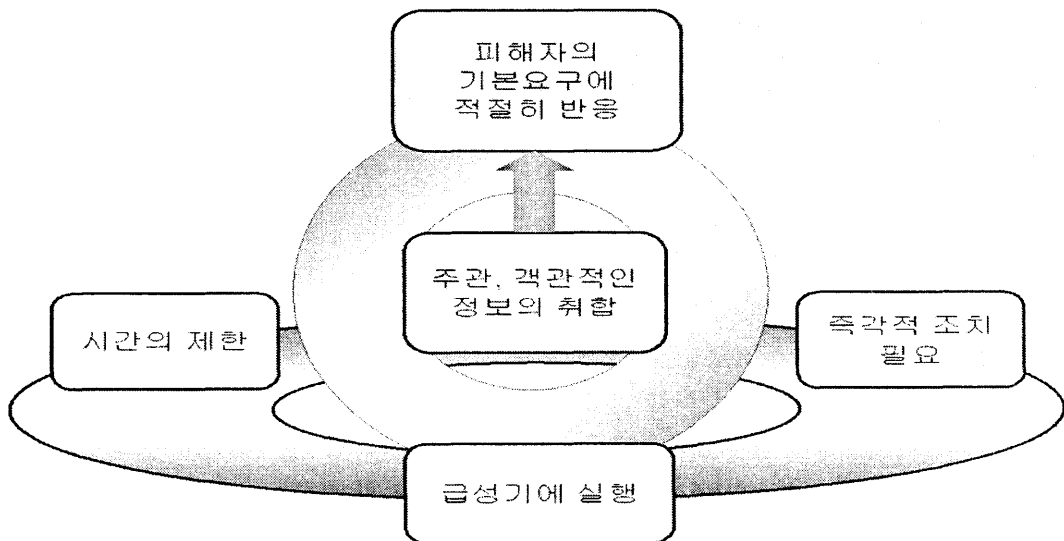 피해자의
기본요구에
적절히 반응
주관, 객관적인
정보의 취합
시간의 제한
즉각적 조치
필요
급성기에 실행